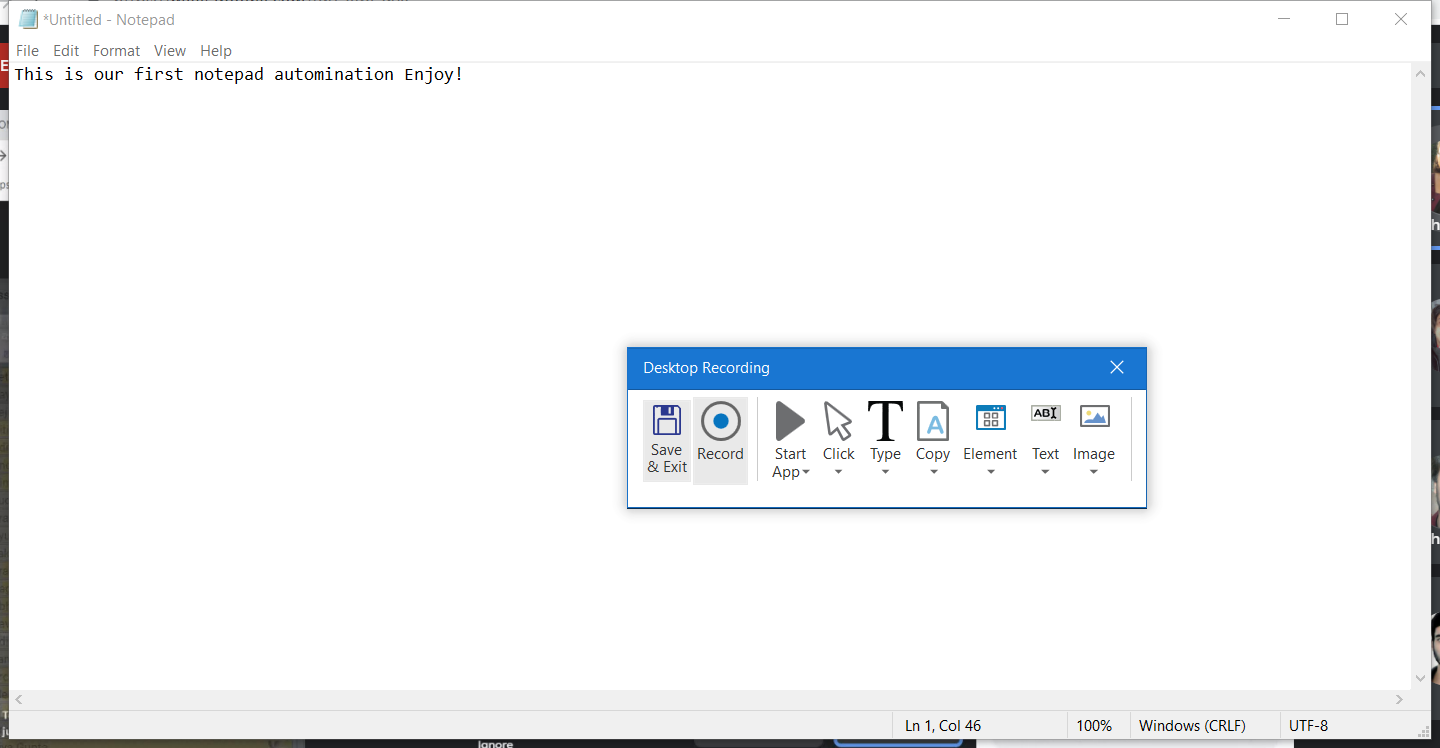 *Untitled - Notepad
File Edit Format View Help
This is our first notepad automination Enjoy!
Desktop Recording
Save & Exit
Record
Start App
Click
Type
Copy
Element
Text
Image
Ln 1, Col 46 100% Windows (CRLF) UTF-8
Ignore